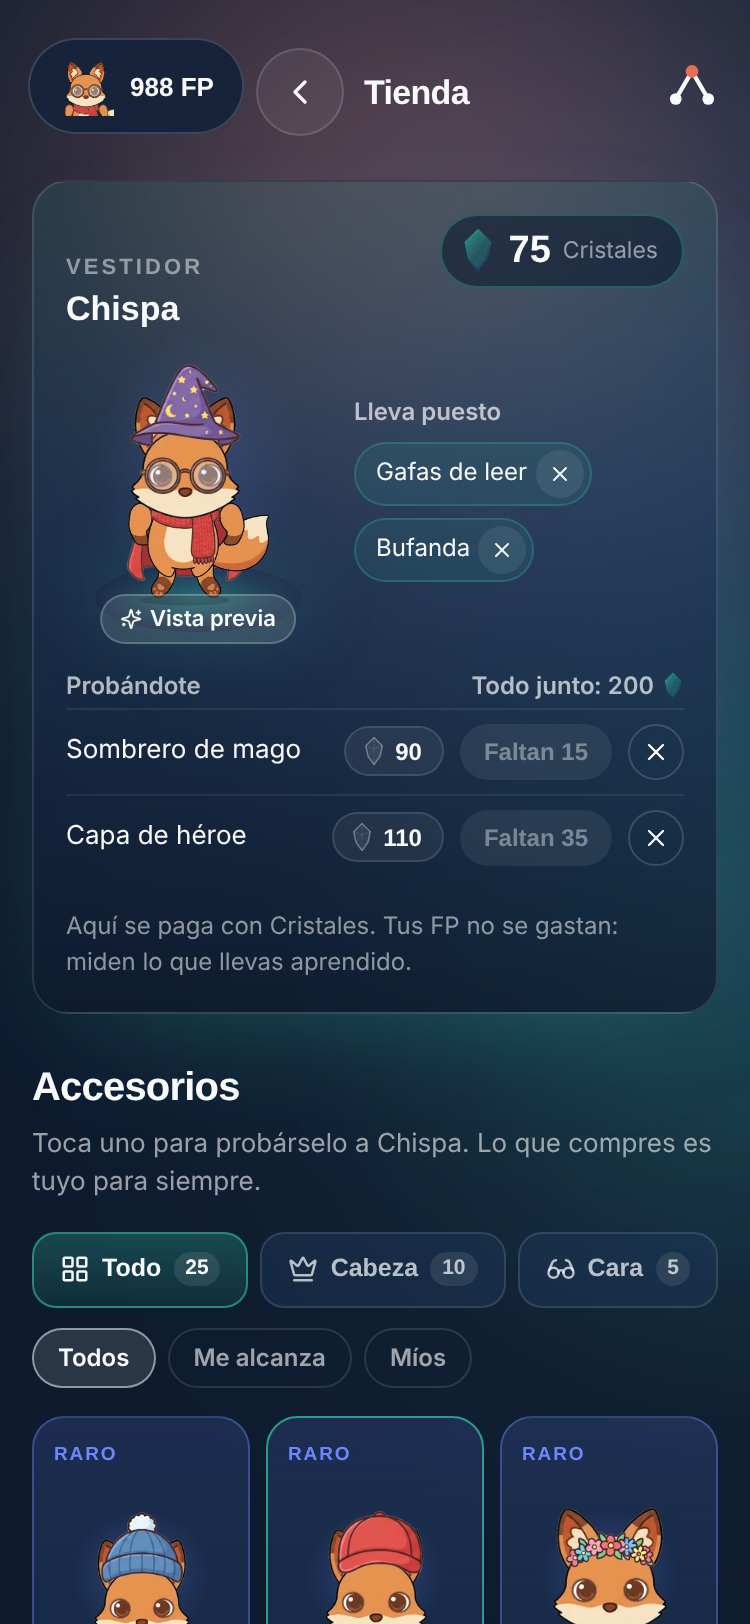 988 FP
Tienda
VESTIDOR
75 Cristales
Chispa
Lleva puesto
Gafas de leer
Bufanda
Vista previa
Probándote
Todo junto: 200
Sombrero de mago
90
Faltan 15
Capa de héroe
110
Faltan 35
Aquí se paga con Cristales. Tus FP no se gastan:
miden lo que llevas aprendido.
Accesorios
Toca uno para probárselo a Chispa. Lo que compres es
tuyo para siempre.
Todo 25
Cabeza 10
Cara 5
Todos
Me alcanza
Míos
RARO
RARO
RARO